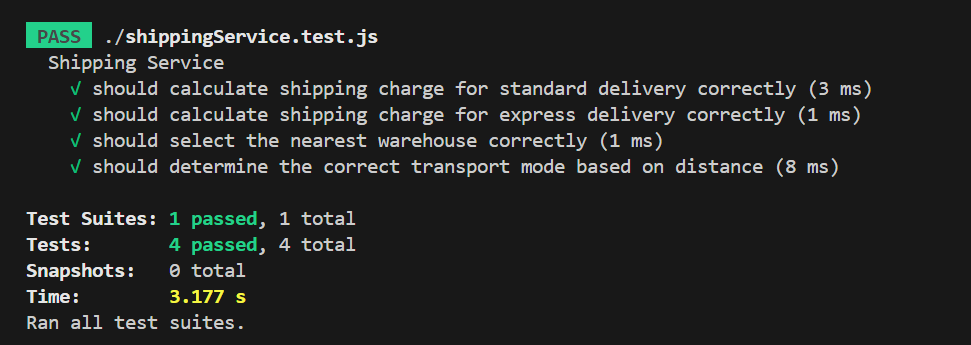 PASS ./shippingService.test.js
Shipping Service
√ should calculate shipping charge for standard delivery correctly (3 ms)
√ should calculate shipping charge for express delivery correctly (1 ms)
√ should select the nearest warehouse correctly (1 ms)
√ should determine the correct transport mode based on distance (8 ms)
Test Suites: 1 passed, 1 total
Tests: 4 passed, 4 total
Snapshots: 0 total
Time: 3.177 s
Ran all test suites.